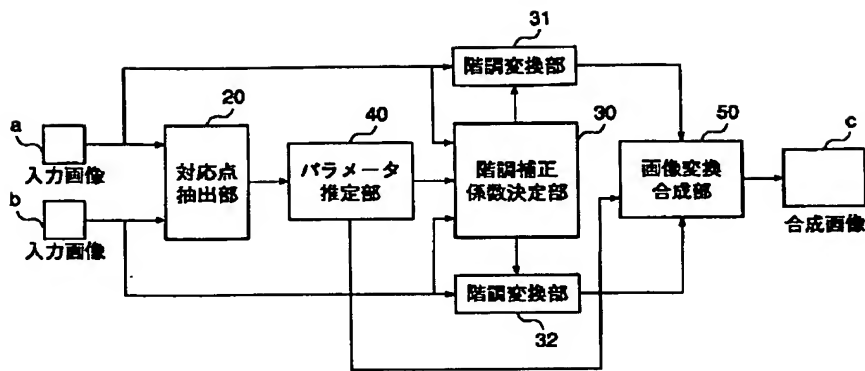 31
階調変換部
a
入力画像
20
対応点
抽出部
40
パラメータ
推定部
30
階調補正
係数決定部
50
画像変換
合成部
c
合成画像
b
入力画像
階調変換部
32